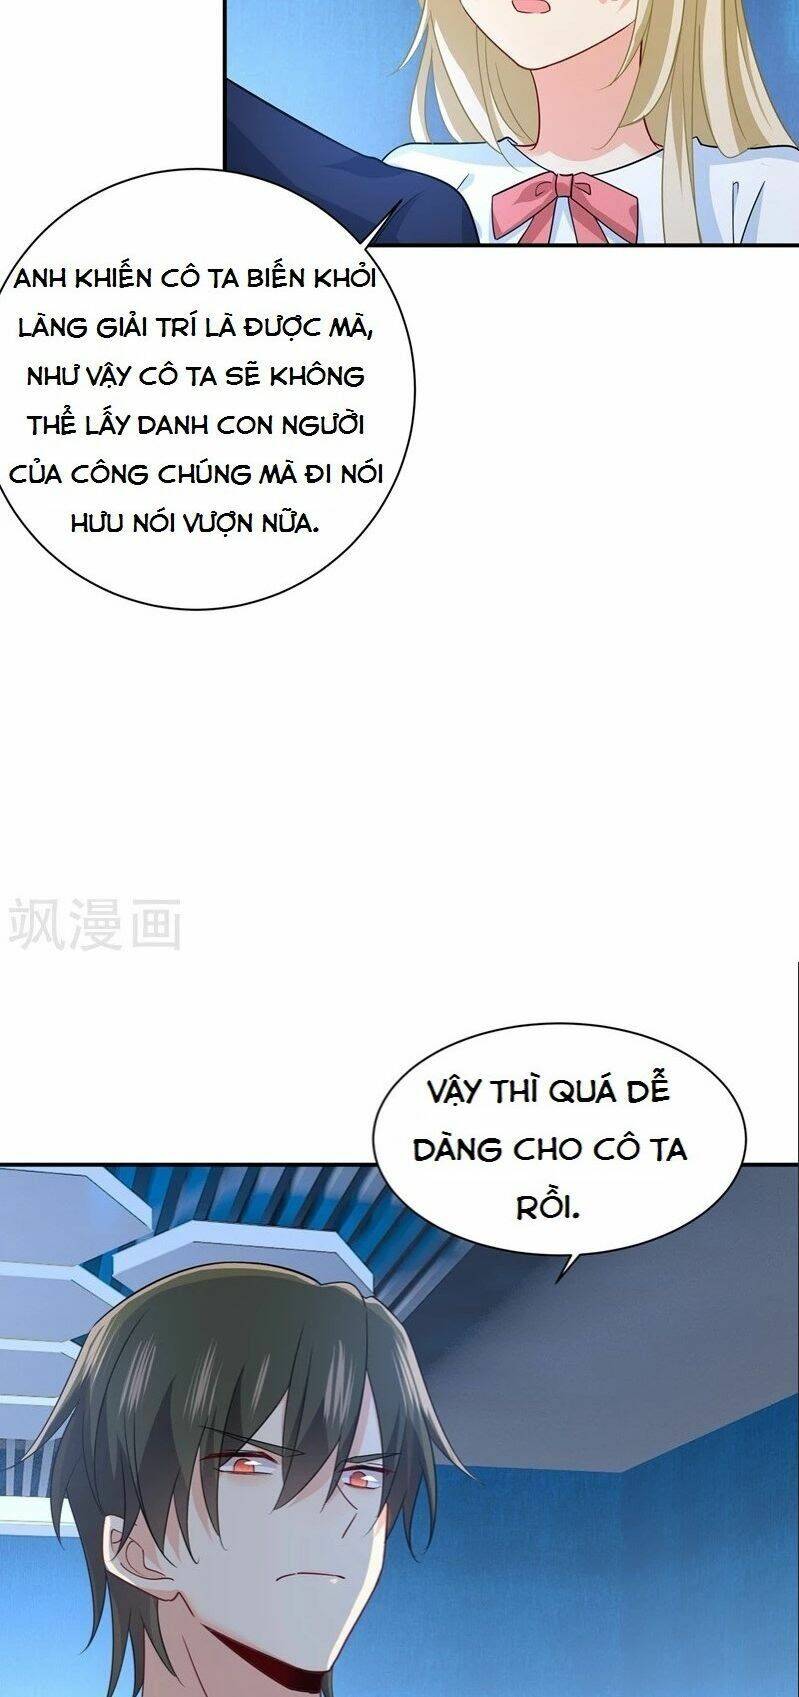 ANH KHIẾN CÔ TA BIẾN KHỎI
LÀNG GIẢI TRÍ LÀ ĐƯỢC MÀ,
NHƯ VẬY CÔ TA SẼ KHÔNG
THỂ LẤY DANH CON NGƯỜI
CỦA CÔNG CHÚNG MÀ ĐI NÓI
HƯU NÓI VƯỢN NỮA.
飒漫画
VẬY THÌ QUÁ DỄ
DÀNG CHO CÔ TA
RỒI.